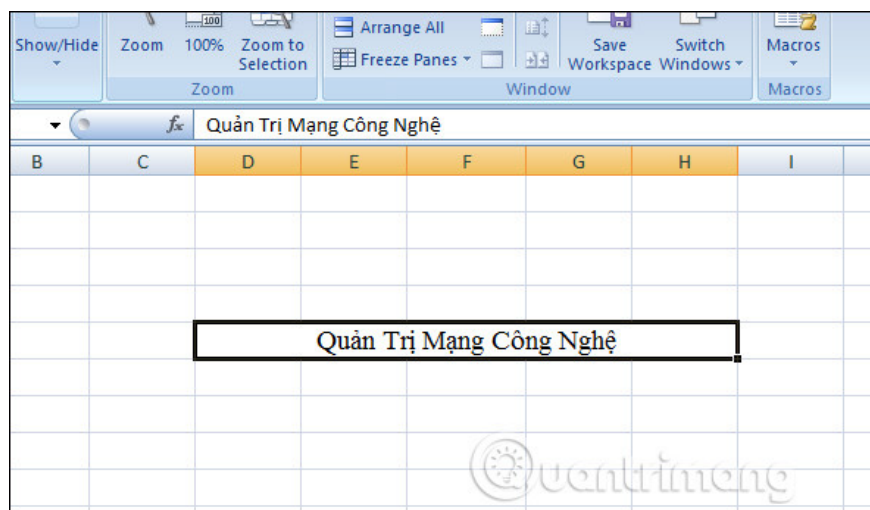 100
Arrange All
Show/Hide Zoom 100% Zoom to Selection
Freeze Panes
Save Workspace Switch Windows
Macros
Zoom Window Macros
fx Quản Trị Mạng Công Nghệ
B C D E F G H I
Quản Trị Mạng Công Nghệ
Quantrimang